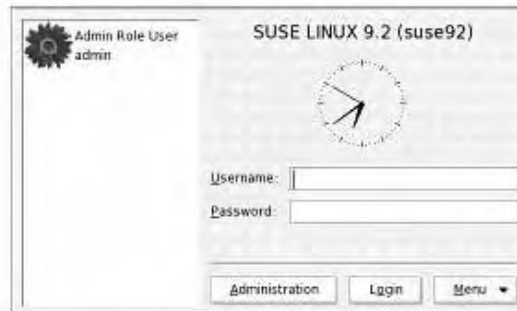 Admin Role User
admin
SUSE LINUX 9.2 (suse92)
Username:
Password:
Administration
Login
Menu